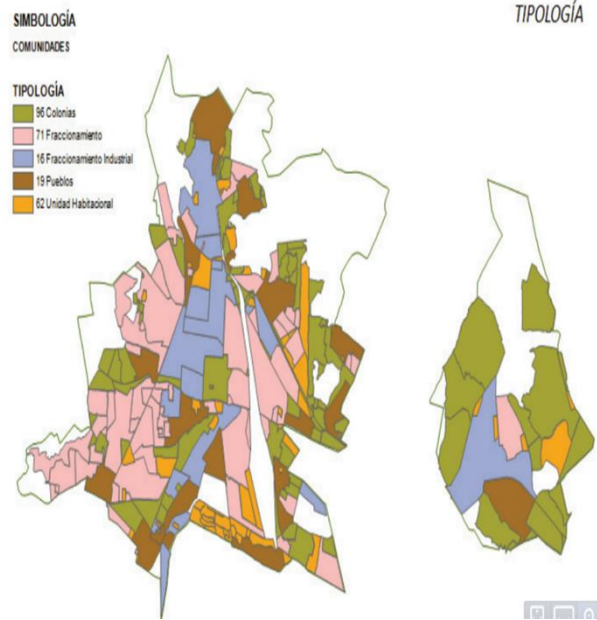 SIMBOLOGÍA
COMUNIDADES
TIPOLOGÍA
TIPOLOGÍA
96 Colonias
71 Fraccionamiento
16 Fraccionamiento Industrial
19 Pueblos
62 Unidad Habitacional